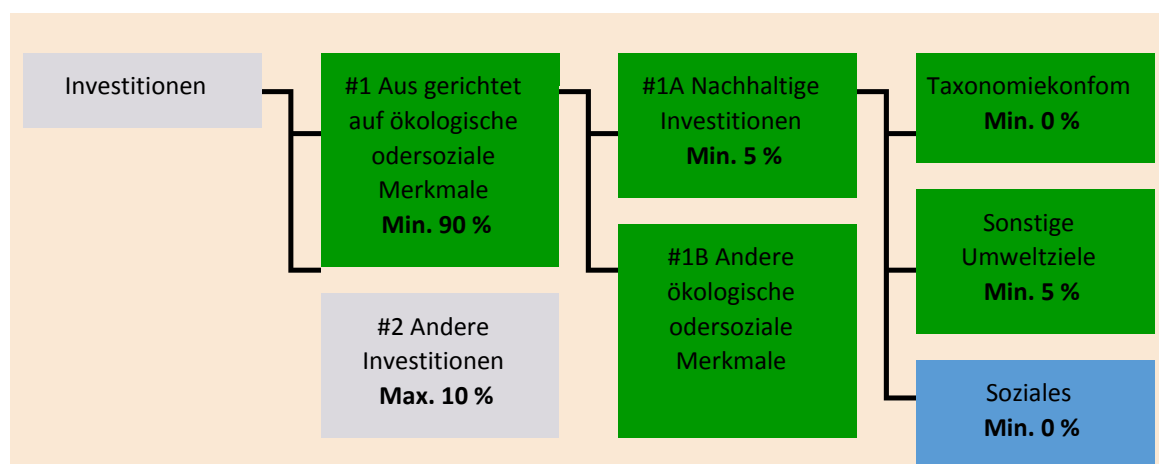 Investitionen
#1 Aus gerichtet
auf ökologische
odersoziale
Merkmale
Min. 90 %
#2 Andere
Investitionen
Max. 10 %
#1A Nachhaltige
Investitionen
Min. 5 %
#1B Andere
ökologische
odersoziale
Merkmale
Taxonomiekonfom
Min. 0 %
Sonstige
Umweltziele
Min. 5 %
Soziales
Min. 0 %